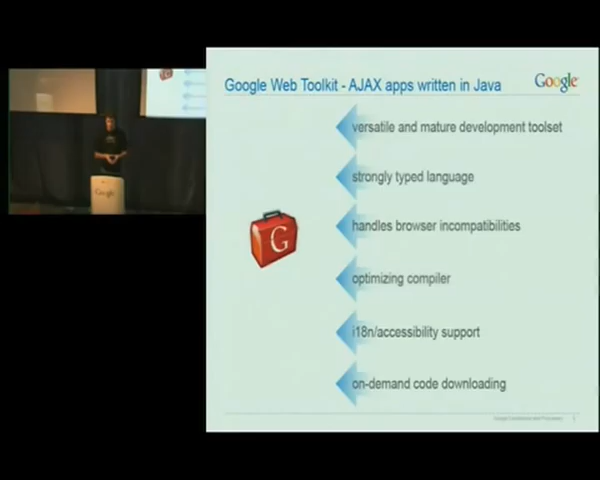 Google Web Toolkit - AJAX apps written in Java
Google
versatile and mature development toolset
strongly typed language
handles browser incompatibilities
G
optimizing compiler
i18n/accessibility support
on-demand code downloading
Google